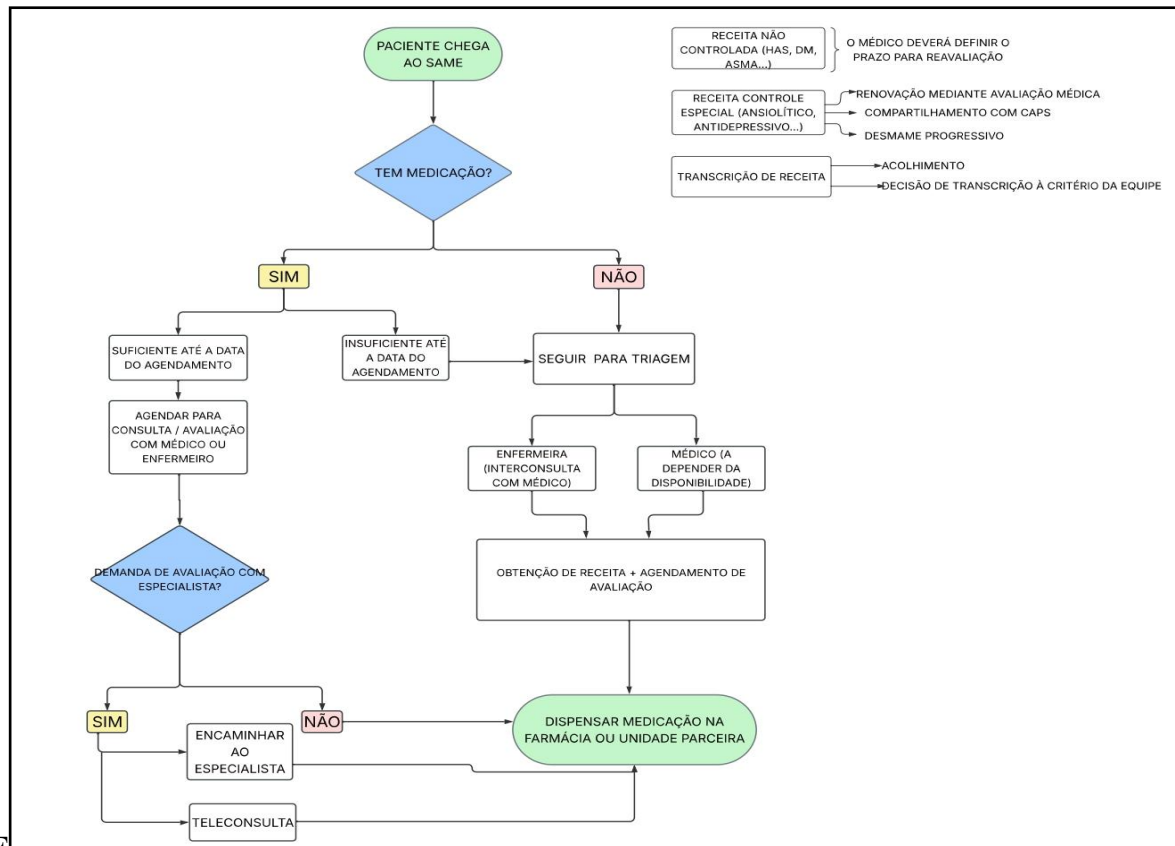 PACIENTE CHEGA
AO SAME
TEM MEDICAÇÃO?
SIM
NÃO
SUFICIENTE ATÉ A DATA
DO AGENDAMENTO
INSUFICIENTE ATÉ
A DATA DO
AGENDAMENTO
SEGUIR PARA TRIAGEM
AGENDAR PARA
CONSULTA / AVALIAÇÃO
COM MÉDICO OU
ENFERMEIRO
ENFERMEIRA
(INTERCONSULTA
COM MÉDICO)
MÉDICO (A
DEPENDER DA
DISPONIBILIDADE)
DEMANDA DE AVALIAÇÃO COM
ESPECIALISTA?
OBTENÇÃO DE RECEITA + AGENDAMENTO DE
AVALIAÇÃO
SIM
NÃO
ENCAMINHAR
AO
ESPECIALISTA
TELECONSULTA
DISPENSAR MEDICAÇÃO NA
FARMÁCIA OU UNIDADE PARCEIRA
RECEITA NÃO
CONTROLADA (HAS, DM,
ASMA...)
O MÉDICO DEVERÁ DEFINIR O
PRAZO PARA REAVALIAÇÃO
RECEITA CONTROLE
ESPECIAL (ANSIOLÍTICO,
ANTIDEPRESSIVO...)
RENOVAÇÃO MEDIANTE AVALIAÇÃO MÉDICA
COMPARTILHAMENTO COM CAPS
DESMAME PROGRESSIVO
TRANSCRIÇÃO DE RECEITA
ACOLHIMENTO
DECISÃO DE TRANSCRIÇÃO À CRITÉRIO DA EQUIPE